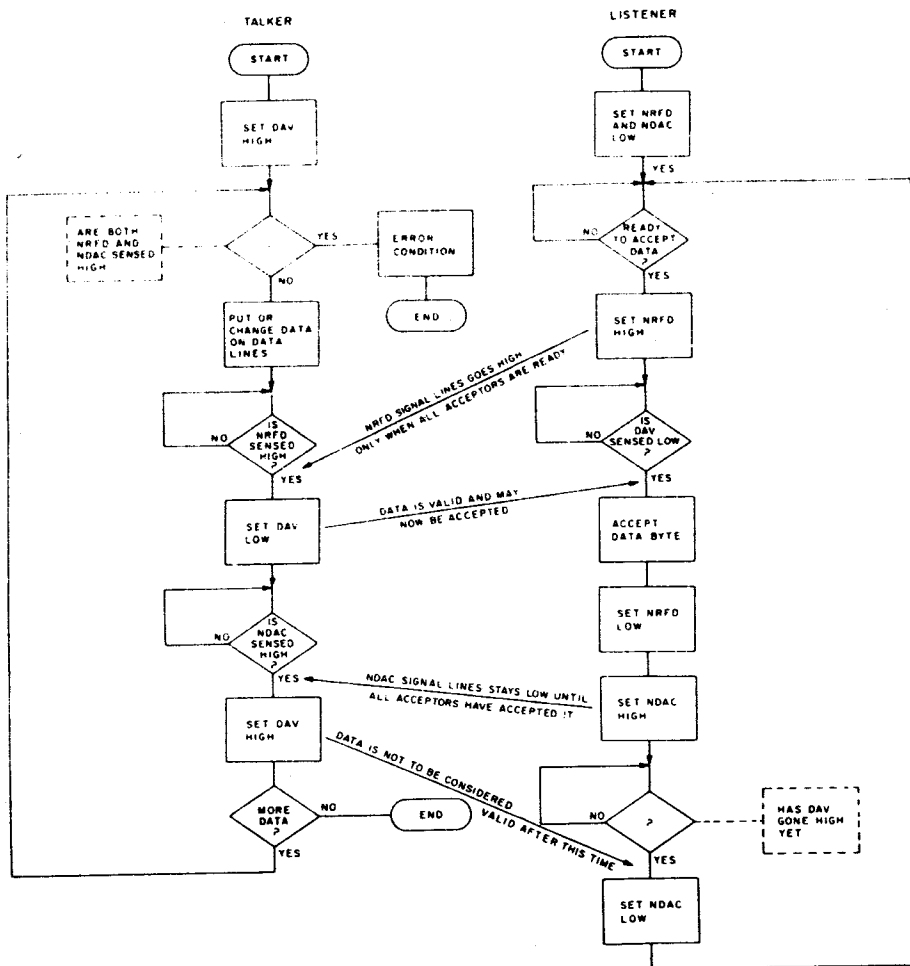 TALKER
START
SET DAV
HIGH
ARE BOTH
NRFD AND
NDAC SENSED
HIGH
YES
ERROR
CONDITION
END
NO
PUT OR
CHANGE DATA
ON DATA
LINES
IS
NRFD
SENSED
HIGH
?
NO
YES
SET DAV
LOW
IS
NDAC
SENSED
HIGH
?
NO
YES
SET DAV
HIGH
MORE
DATA
?
NO
END
YES
NRFD SIGNAL LINES GOES HIGH
ONLY WHEN ALL ACCEPTORS ARE READY
DATA IS VALID AND MAY
NOW BE ACCEPTED
NDAC SIGNAL LINES STAYS LOW UNTIL
ALL ACCEPTORS HAVE ACCEPTED IT
DATA IS NOT TO BE CONSIDERED
VALID AFTER THIS TIME
LISTENER
START
SET NRFD
AND NDAC
LOW
YES
READY
TO ACCEPT
DATA
?
NO
YES
SET NRFD
HIGH
IS
DAV
SENSED LOW
?
NO
YES
ACCEPT
DATA BYTE
SET NRFD
LOW
SET NDAC
HIGH
?
NO
HAS DAV
GONE HIGH
YET
YES
SET NDAC
LOW